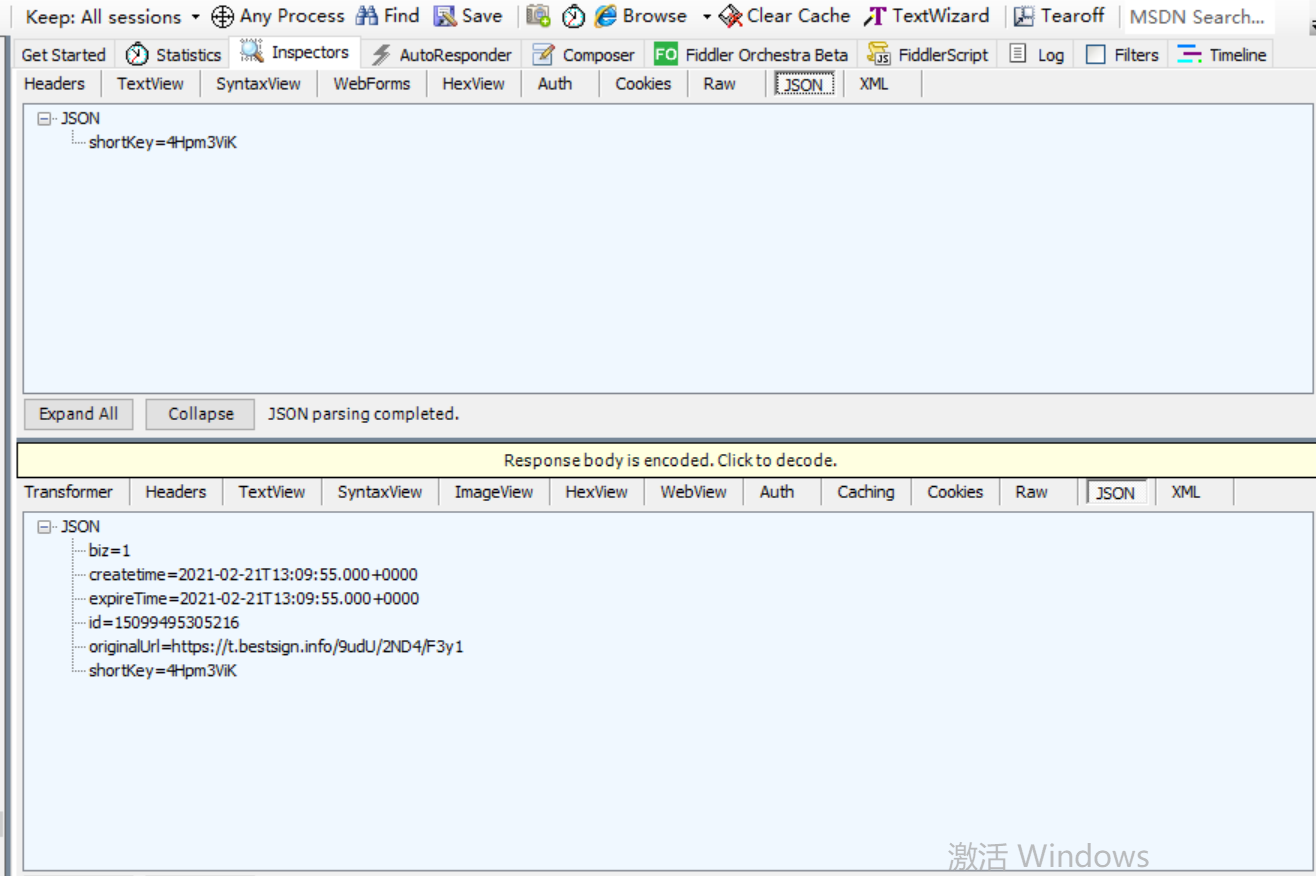 Keep: All sessions Any Process Find Save Browse Clear Cache TextWizard Tearoff MSDN Search...
Get Started Statistics Inspectors AutoResponder Composer FO Fiddler Orchestra Beta JS FiddlerScript Log Filters Timeline
Headers TextView SyntaxView WebForms HexView Auth Cookies Raw JSON XML
JSON
shortKey=4Hpm3ViK
Expand All Collapse JSON parsing completed.
Response body is encoded. Click to decode.
Transformer Headers TextView SyntaxView ImageView HexView WebView Auth Caching Cookies Raw JSON XML
JSON
biz=1
createtime=2021-02-21T13:09:55.000+0000
expireTime=2021-02-21T13:09:55.000+0000
id=15099495305216
originalUrl=https://t.bestsign.info/9udU/2ND4/F3y1
shortKey=4Hpm3ViK
激活 Windows